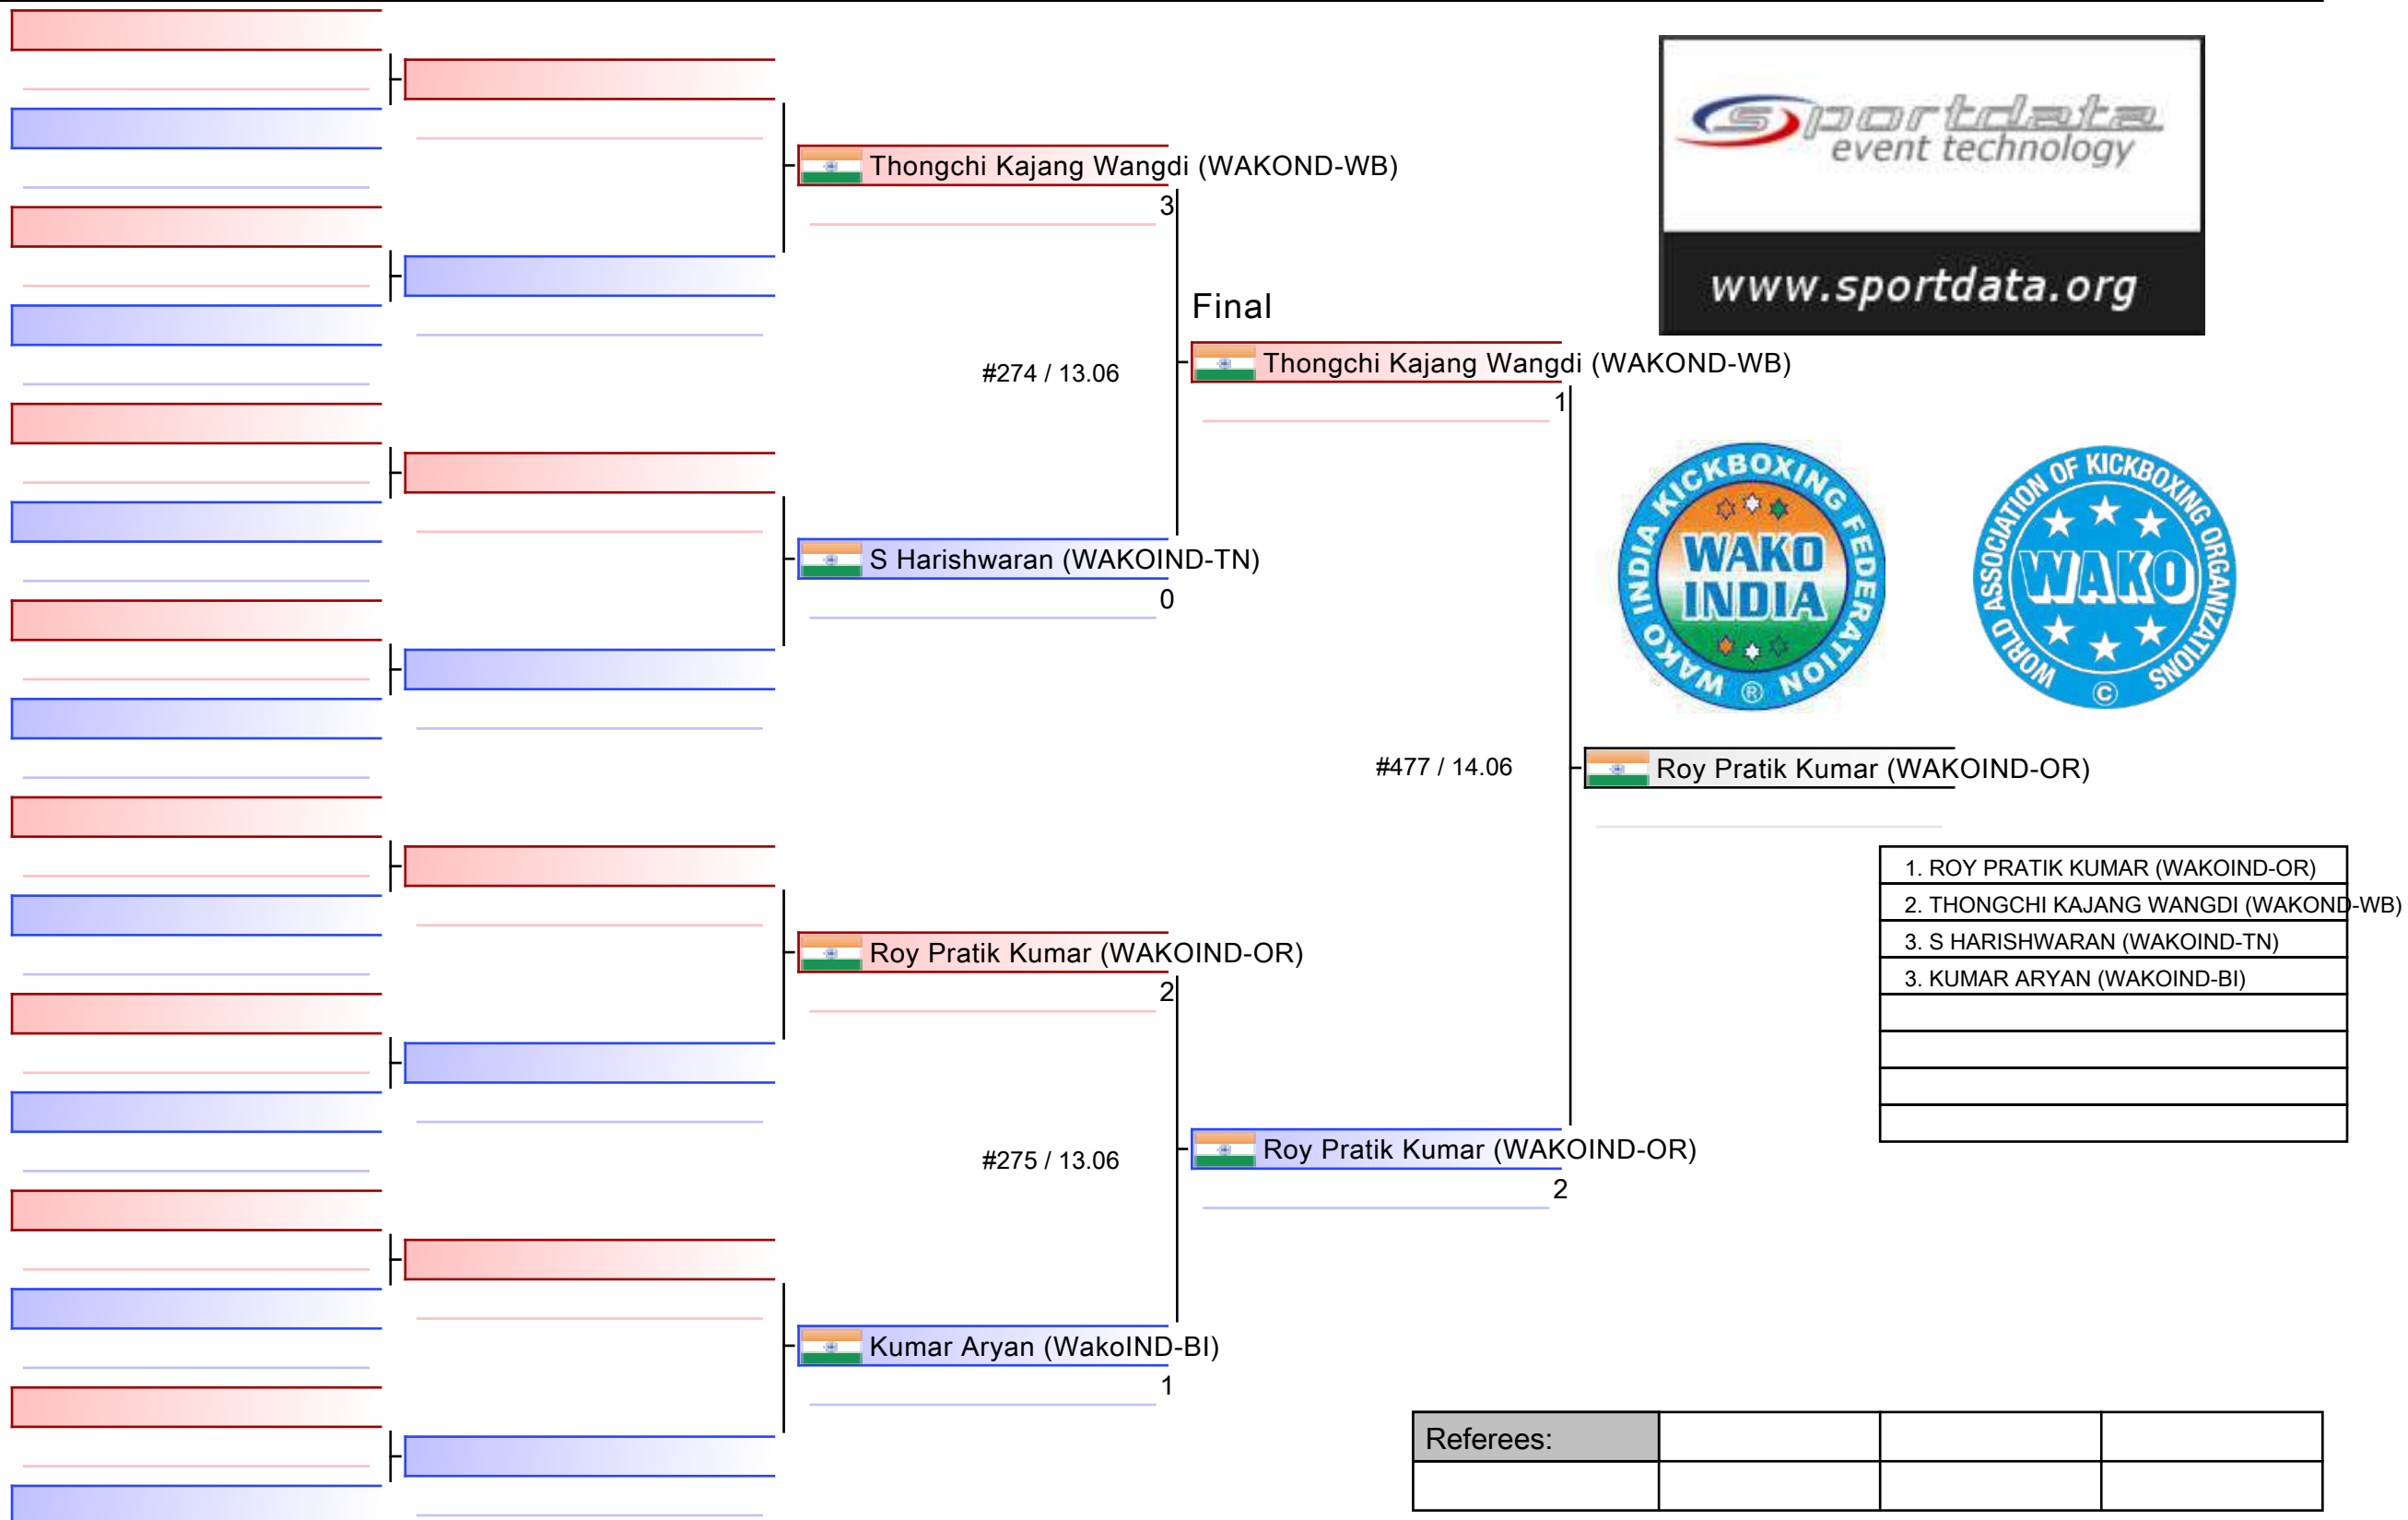 sportdata
event technology
www.sportdata.org
Thongchi Kajang Wangdi (WAKOND-WB)
3
Final
#274 / 13.06
Thongchi Kajang Wangdi (WAKOND-WB)
1
WAKO INDIA KICKBOXING FEDERATION
WAKO
INDIA
®
WORLD ASSOCIATION OF KICKBOXING ORGANIZATIONS
WAKO
©
S Harishwaran (WAKOIND-TN)
0
#477 / 14.06
Roy Pratik Kumar (WAKOIND-OR)
1. ROY PRATIK KUMAR (WAKOIND-OR)
2. THONGCHI KAJANG WANGDI (WAKOND-WB)
3. S HARISHWARAN (WAKOIND-TN)
3. KUMAR ARYAN (WAKOIND-BI)
Roy Pratik Kumar (WAKOIND-OR)
2
#275 / 13.06
Roy Pratik Kumar (WAKOIND-OR)
2
Kumar Aryan (WakoIND-BI)
1
Referees: